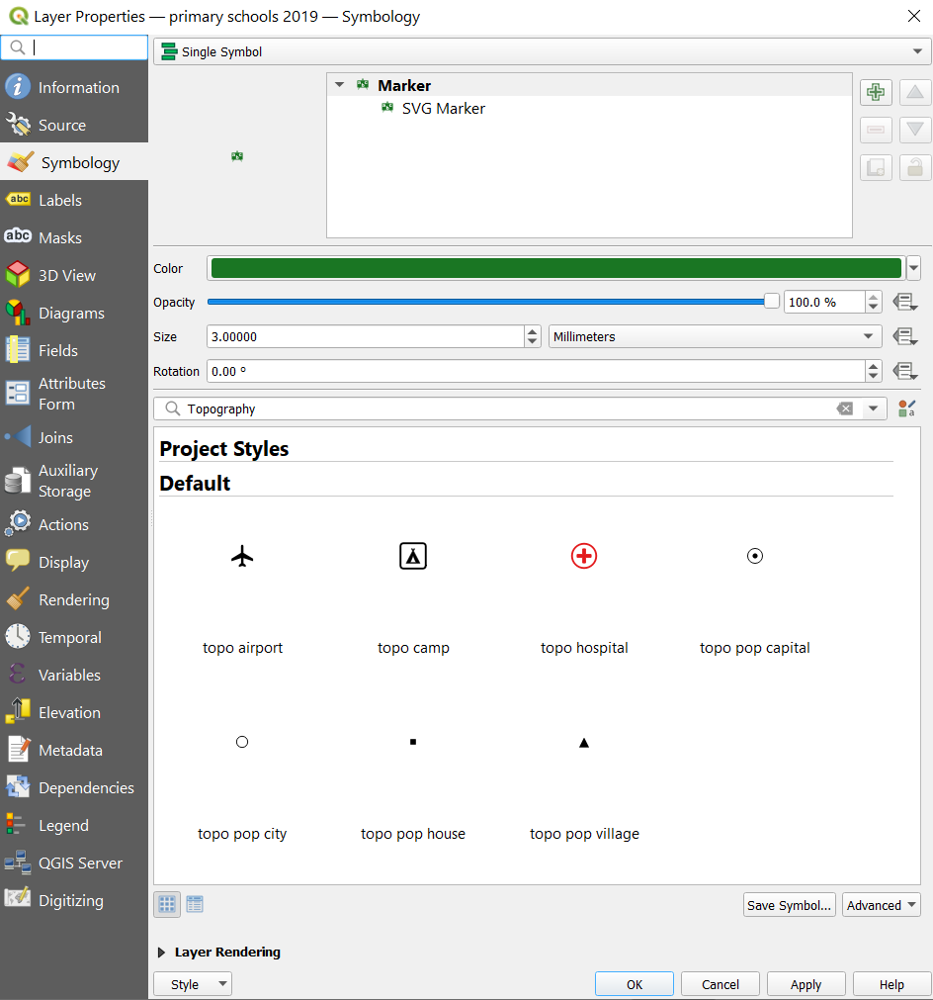 Layer Properties — primary schools 2019 — Symbology
Single Symbol
Information
Source
Symbology
Labels
Masks
3D View
Diagrams
Fields
Attributes
Form
Joins
Auxiliary
Storage
Actions
Display
Rendering
Temporal
Variables
Elevation
Metadata
Dependencies
Legend
QGIS Server
Digitizing
abc
abc
Marker
SVG Marker
Color
Opacity
100.0 %
Size
3.00000
Millimeters
Rotation
0.00 °
Topography
Project Styles
Default
topo airport
topo camp
topo hospital
topo pop capital
topo pop city
topo pop house
topo pop village
Save Symbol...
Advanced
Layer Rendering
Style
OK
Cancel
Apply
Help